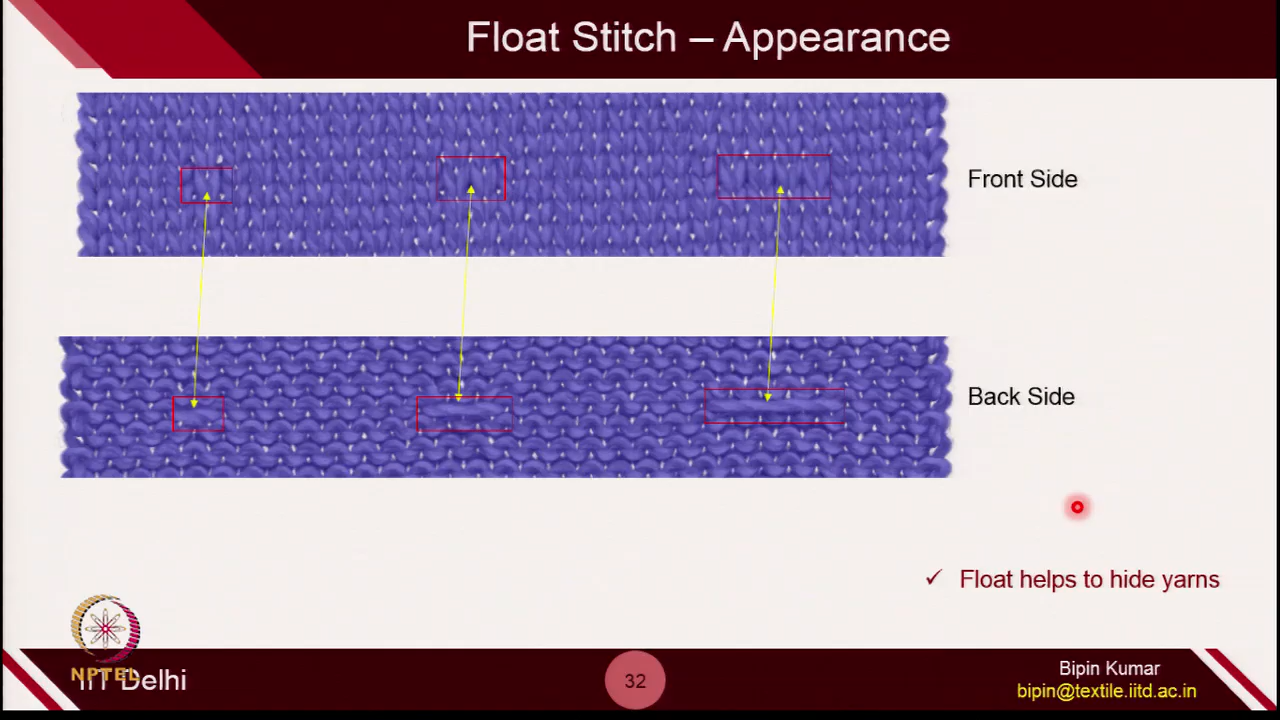 Float Stitch – Appearance
Front Side
Back Side
✓ Float helps to hide yarns
NPTEL
IIT Delhi
32
Bipin Kumar
bipin@textile.iitd.ac.in